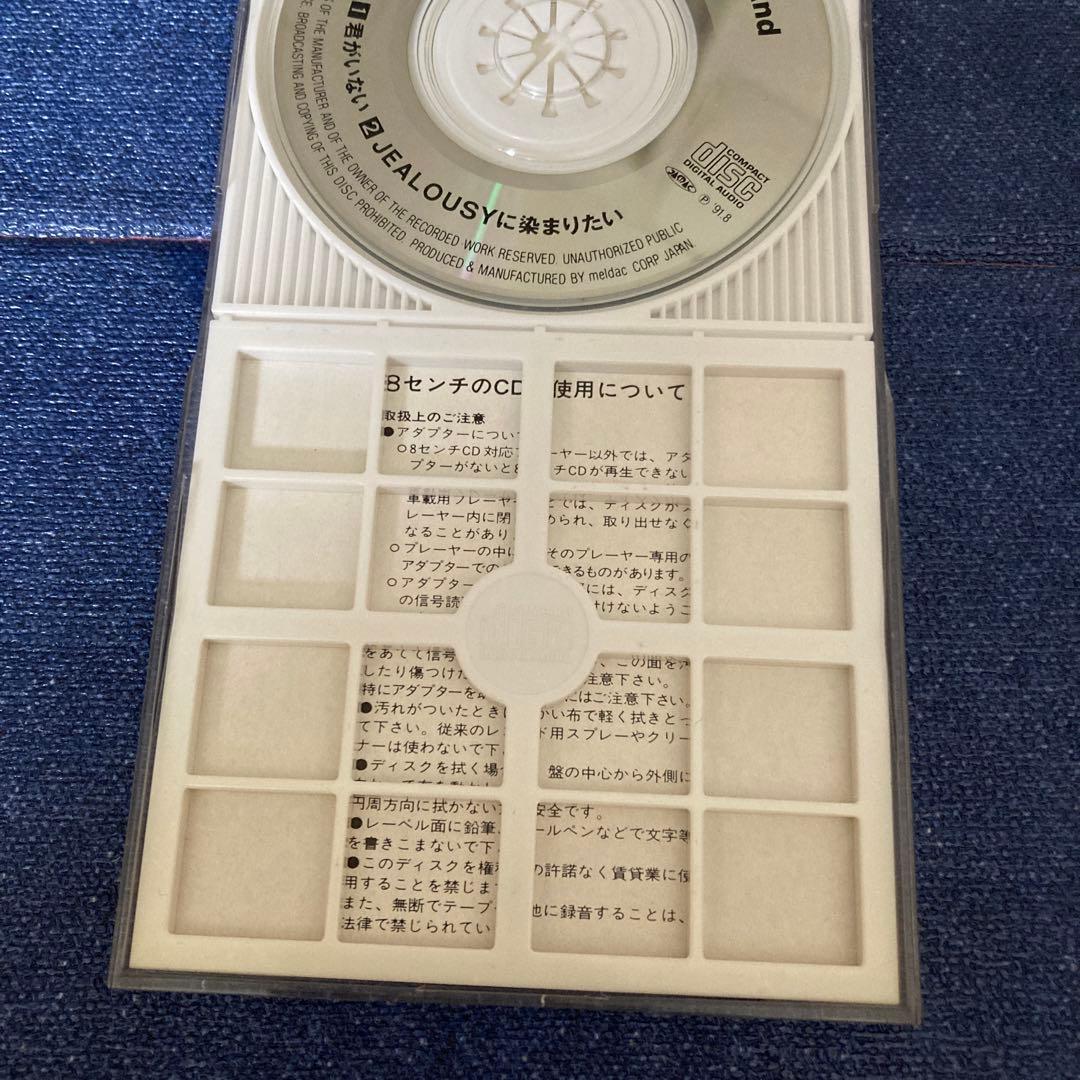 and
1 君がいない 2 JEALOUSYに染まりたい
OF THE MANUFACTURER AND OF THE OWNER OF THE RECORDED WORK RESERVED. UNAUTHORIZED PUBLIC
BROADCASTING AND COPYING OF THIS DISC PROHIBITED. PRODUCED & MANUFACTURED BY meldac CORP JAPAN.
COMPACT
disc
DIGITAL AUDIO
Ⓟ '91.8
8センチのCD 使用について
取扱上のご注意
●アダプターについ
○8センチCD対応 ーヤー以外では、アダ
プターがないと8 チCDが再生できない
車載用プレーヤー とでは、ディスクが
レーヤー内に閉 められ、取り出せなく
なることがあり
○プレーヤーの中に そのプレーヤー専用の
アダプターでの できるものがあります。
○アダプター には、ディスク
の信号読 付けないようこ
をあてて信号 、この面を
したり傷つけた 注意下さい。
特にアダプターを にはご注意下さい。
●汚れがついたとき かい布で軽く拭きと
て下さい。従来のレ ド用スプレーやクリー
ナーは使わないで下
●ディスクを拭く場 盤の中心から外側に
円周方向に拭かない 安全です。
●レーベル面に鉛筆 ールペンなどで文字等
を書きこまないで下
●このディスクを権 の許諾なく賃貸業に使
用することを禁じま
また、無断でテープ 他に録音することは、
法律で禁じられてい